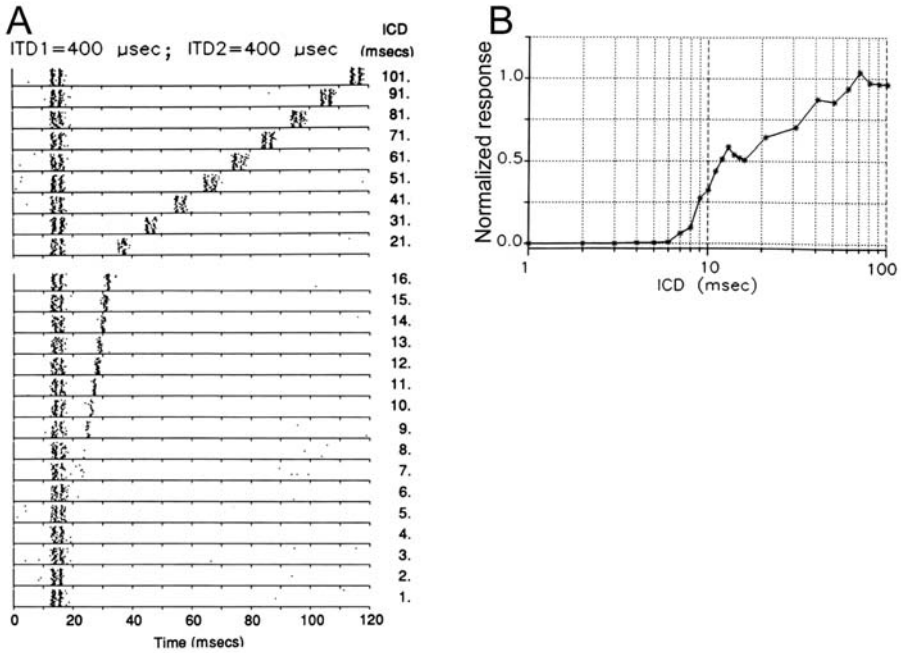 A
ITD1=400 µsec; ITD2=400 µsec
ICD
(msecs)
101.
91.
81.
71.
61.
51.
41.
31.
21.
16.
15.
14.
13.
12.
11.
10.
9.
8.
7.
6.
5.
4.
3.
2.
1.
0 20 40 60 80 100 120
Time (msecs)
B
Normalized response
1.0
0.5
0.0
1 10 100
ICD (msec)